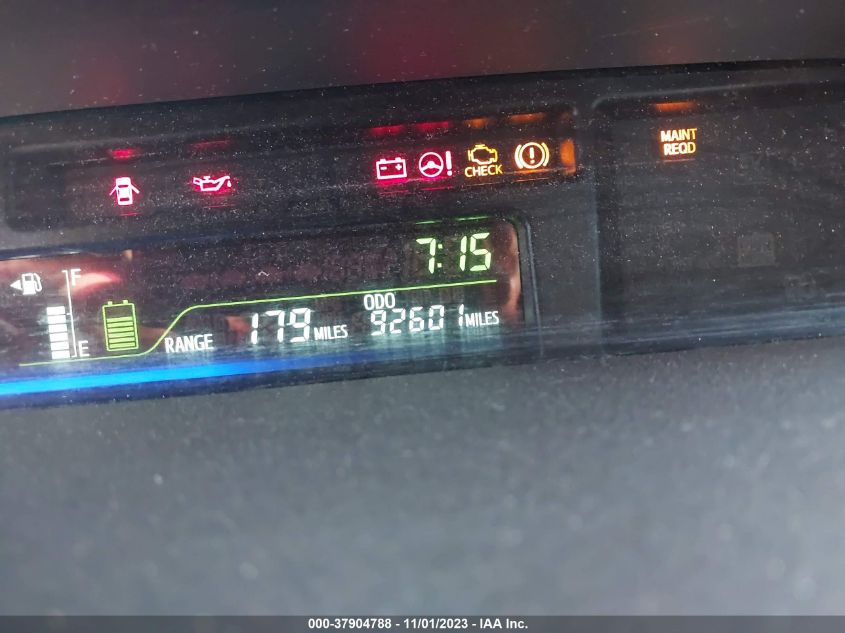 MAINT
REQD
CHECK
7:15
F
E
RANGE 179 MILES
ODO
92601 MILES
000-37904788 - 11/01/2023 - IAA Inc.